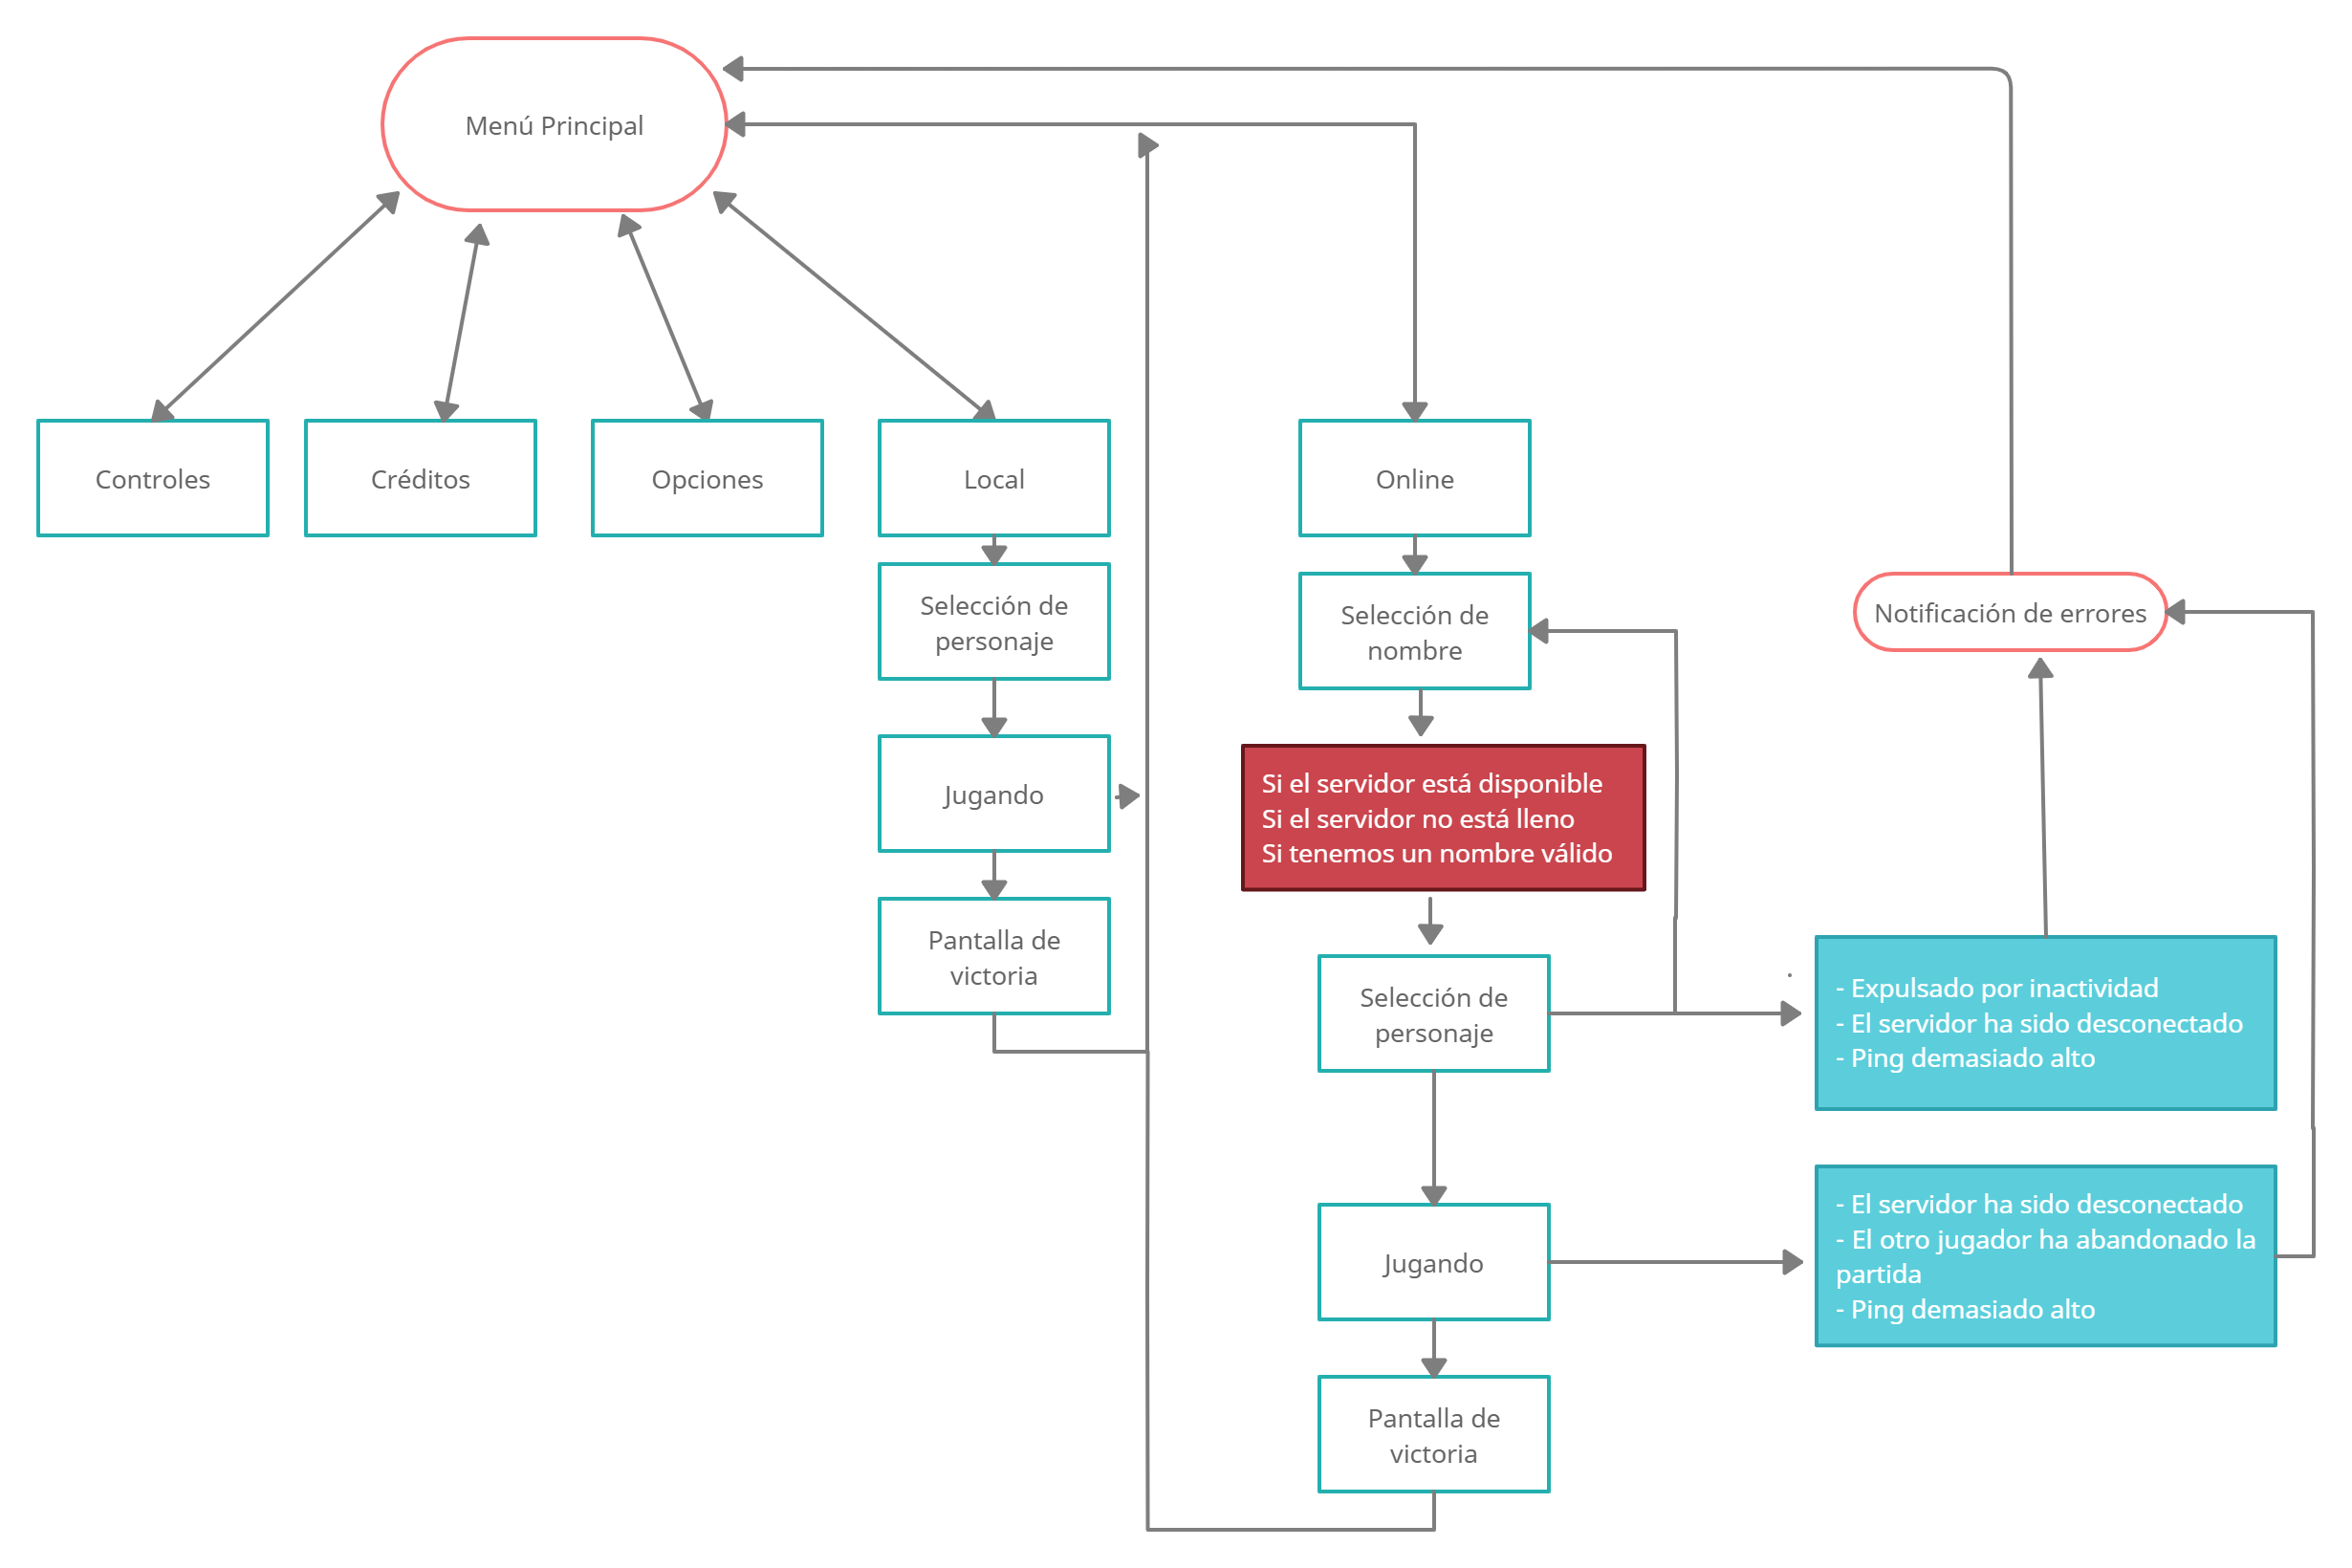 Menú Principal
Controles
Créditos
Opciones
Local
Online
Selección de
personaje
Selección de
nombre
Notificación de errores
Jugando
Si el servidor está disponible
Si el servidor no está lleno
Si tenemos un nombre válido
Pantalla de
victoria
Selección de
personaje
- Expulsado por inactividad
- El servidor ha sido desconectado
- Ping demasiado alto
Jugando
- El servidor ha sido desconectado
- El otro jugador ha abandonado la
partida
- Ping demasiado alto
Pantalla de
victoria